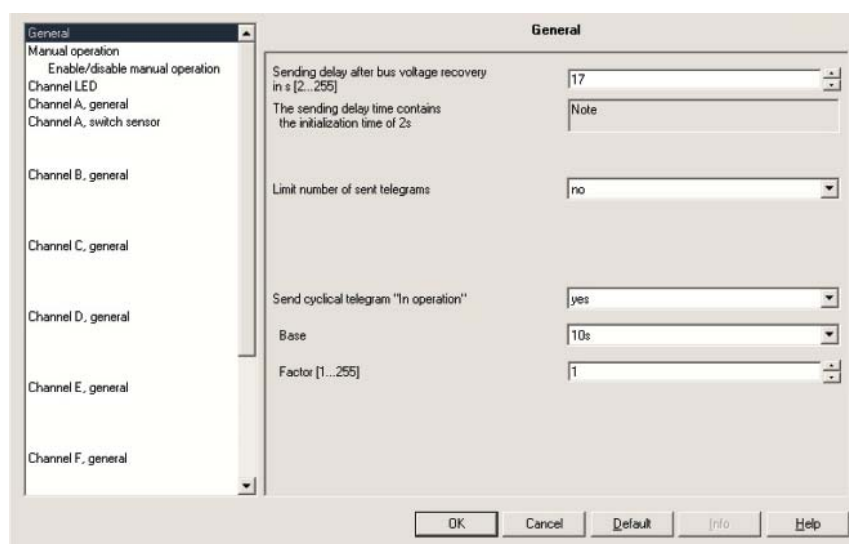 General
Manual operation
Enable/disable manual operation
Channel LED
Channel A, general
Channel A, switch sensor
Channel B, general
Channel C, general
Channel D, general
Channel E, general
Channel F, general
General
Sending delay after bus voltage recovery
in s [2...255]
17
The sending delay time contains
the initialization time of 2s
Note
Limit number of sent telegrams
no
Send cyclical telegram "In operation"
yes
Base
10s
Factor [1...255]
1
OK
Cancel
Default
Info
Help